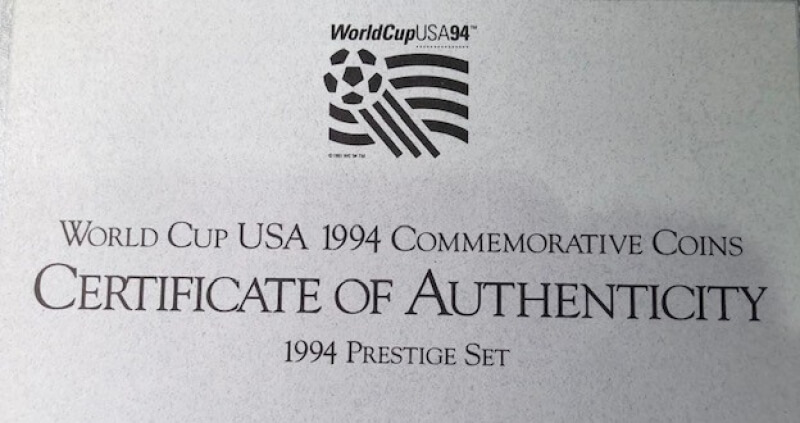 WorldCupUSA94™
WORLD CUP USA 1994 COMMEMORATIVE COINS
CERTIFICATE OF AUTHENTICITY
1994 PRESTIGE SET